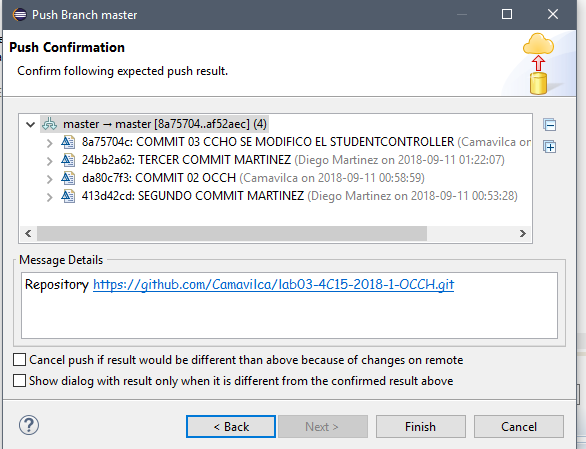 Push Branch master
Push Confirmation
Confirm following expected push result.
master → master [8a75704..af52aec] (4)
8a75704c: COMMIT 03 CCHO SE MODIFICO EL STUDENTCONTROLLER (Camavilca on
24bb2a62: TERCER COMMIT MARTINEZ (Diego Martinez on 2018-09-11 01:22:07)
da80c7f3: COMMIT 02 OCCH (Camavilca on 2018-09-11 00:58:59)
413d42cd: SEGUNDO COMMIT MARTINEZ (Diego Martinez on 2018-09-11 00:53:28)
Message Details
Repository https://github.com/Camavilca/lab03-4C15-2018-1-OCCH.git
Cancel push if result would be different than above because of changes on remote
Show dialog with result only when it is different from the confirmed result above
< Back Next > Finish Cancel